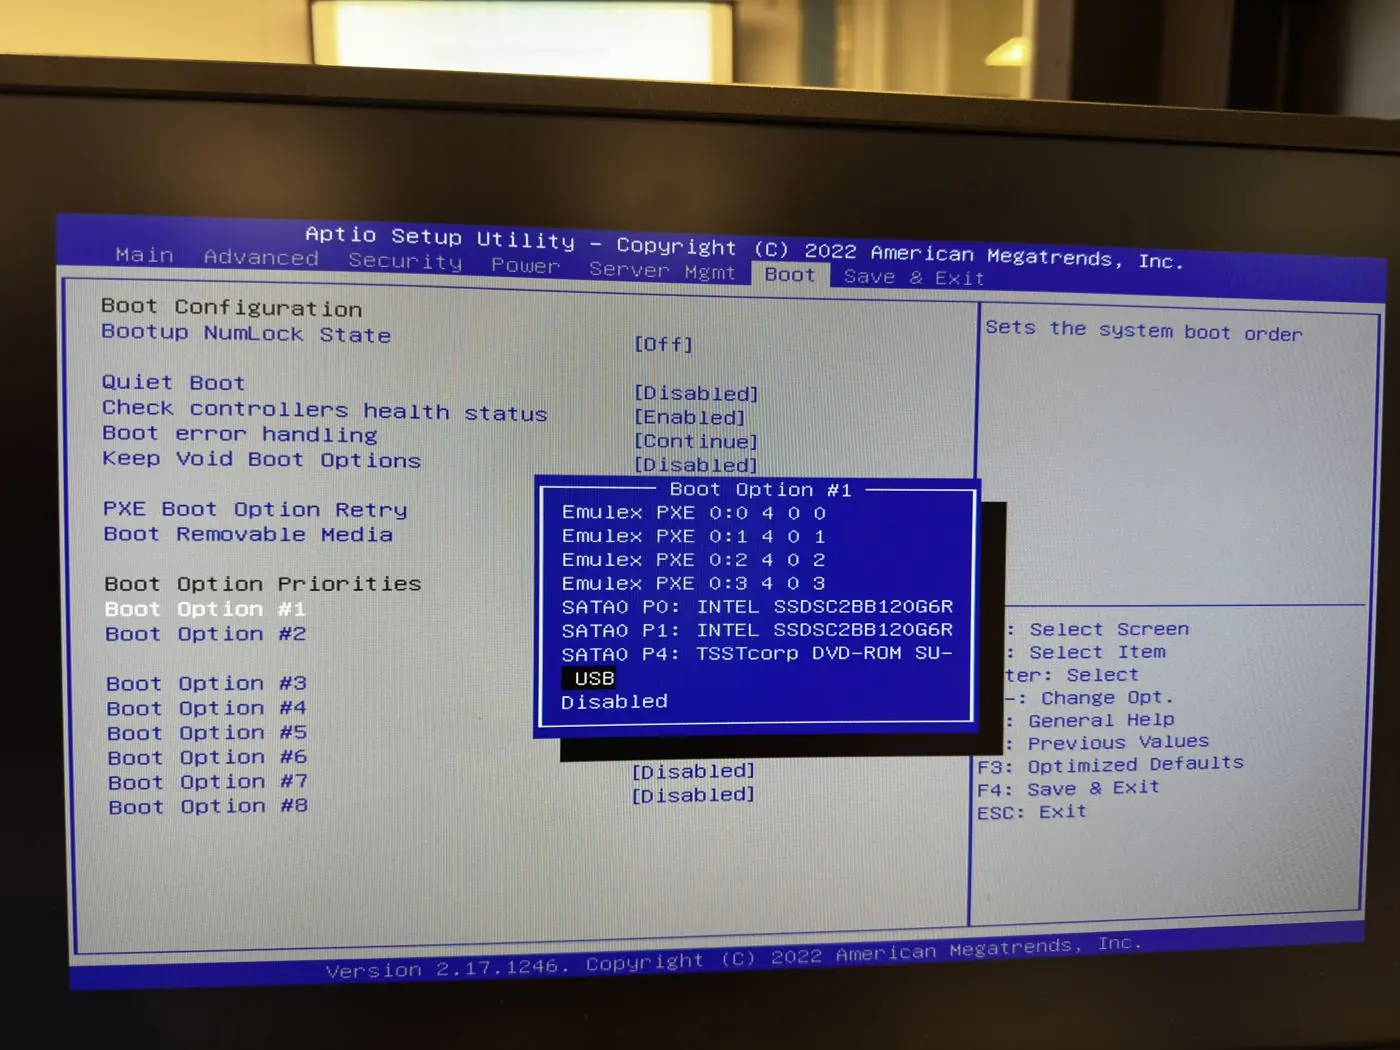 Aptio Setup Utility – Copyright (C) 2022 American Megatrends, Inc.
Main Advanced Security Power Server Mgmt Boot Save & Exit
Boot Configuration
Bootup NumLock State [Off]
Quiet Boot [Disabled]
Check controllers health status [Enabled]
Boot error handling [Continue]
Keep Void Boot Options [Disabled]
PXE Boot Option Retry
Boot Removable Media
Boot Option Priorities
Boot Option #1
Boot Option #2
Boot Option #3
Boot Option #4
Boot Option #5
Boot Option #6
Boot Option #7 [Disabled]
Boot Option #8 [Disabled]
Boot Option #1
Emulex PXE 0:0 4 0 0
Emulex PXE 0:1 4 0 1
Emulex PXE 0:2 4 0 2
Emulex PXE 0:3 4 0 3
SATA0 P0: INTEL SSDSC2BB120G6R
SATA0 P1: INTEL SSDSC2BB120G6R
SATA0 P4: TSSTcorp DVD-ROM SU-
USB
Disabled
Sets the system boot order
: Select Screen
: Select Item
ter: Select
–: Change Opt.
: General Help
: Previous Values
F3: Optimized Defaults
F4: Save & Exit
ESC: Exit
Version 2.17.1246. Copyright (C) 2022 American Megatrends, Inc.